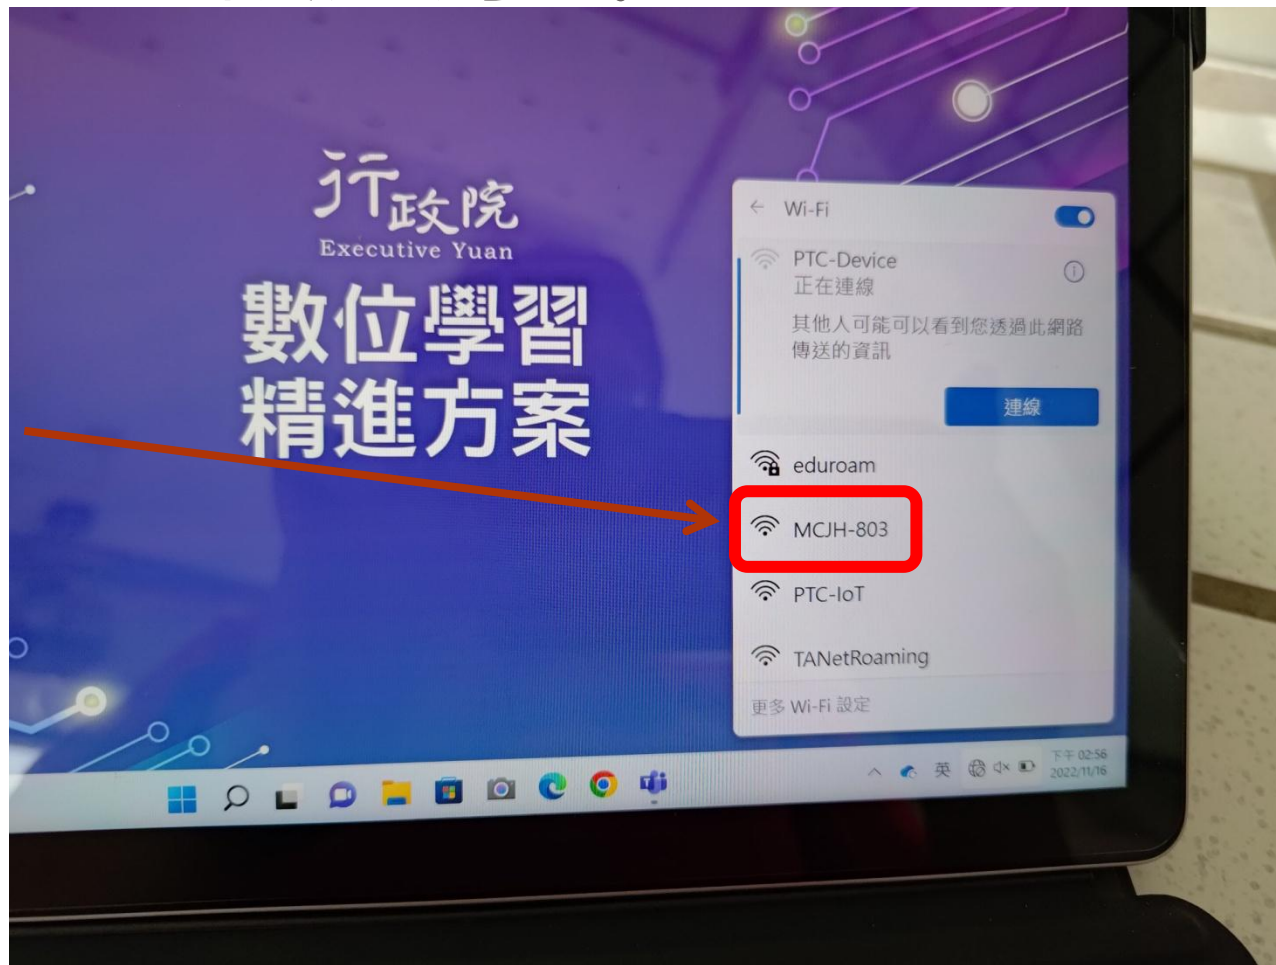 行政院
Executive Yuan
數位學習
精進方案
Wi-Fi
PTC-Device
正在連線
其他人可能可以看到您透過此網路
傳送的資訊
連線
eduroam
MCJH-803
PTC-IoT
TANetRoaming
更多 Wi-Fi 設定
英
下午 02:56
2022/11/16